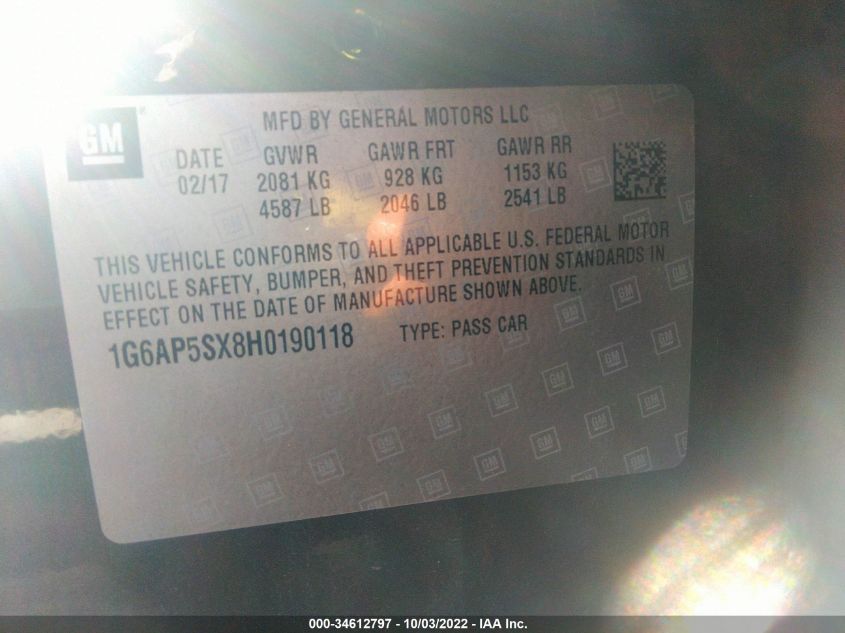 GM
MFD BY GENERAL MOTORS LLC
DATE GVWR GAWR FRT GAWR RR
02/17 2081 KG 928 KG 1153 KG
4587 LB 2046 LB 2541 LB
THIS VEHICLE CONFORMS TO ALL APPLICABLE U.S. FEDERAL MOTOR
VEHICLE SAFETY, BUMPER, AND THEFT PREVENTION STANDARDS IN
EFFECT ON THE DATE OF MANUFACTURE SHOWN ABOVE.
1G6AP5SX8H0190118 TYPE: PASS CAR
000-34612797 - 10/03/2022 - IAA Inc.